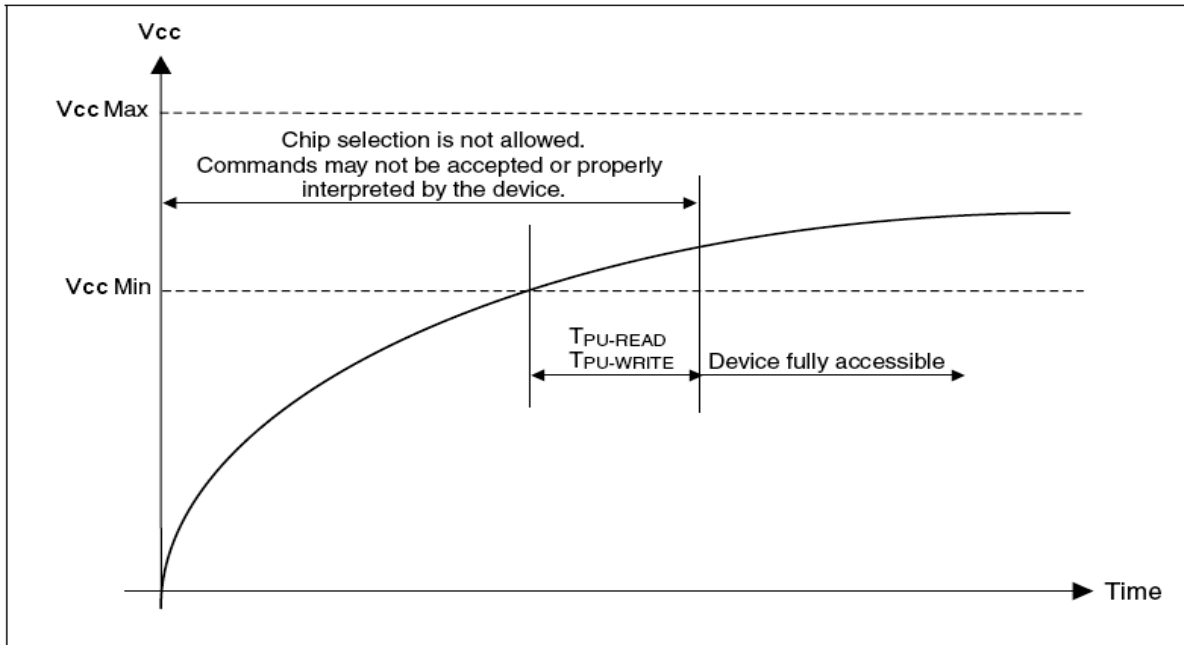 Vcc
Vcc Max
Chip selection is not allowed.
Commands may not be accepted or properly
interpreted by the device.
Vcc Min
TPU-READ
TPU-WRITE
Device fully accessible
Time